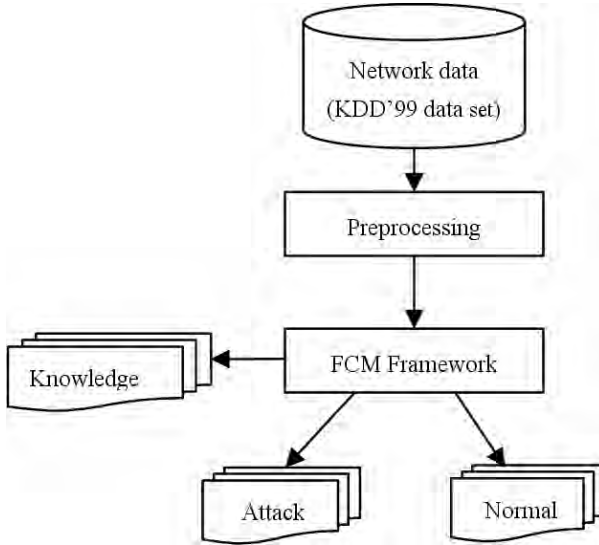 Network data
(KDD'99 data set)
Preprocessing
FCM Framework
Knowledge
Attack
Normal